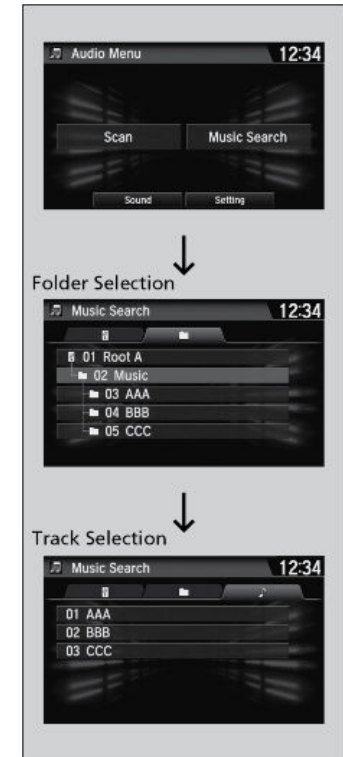 Audio Menu 12:34
Scan Music Search
Sound Setting
Folder Selection
Music Search 12:34
01 Root A
02 Music
03 AAA
04 BBB
05 CCC
Track Selection
Music Search 12:34
01 AAA
02 BBB
03 CCC